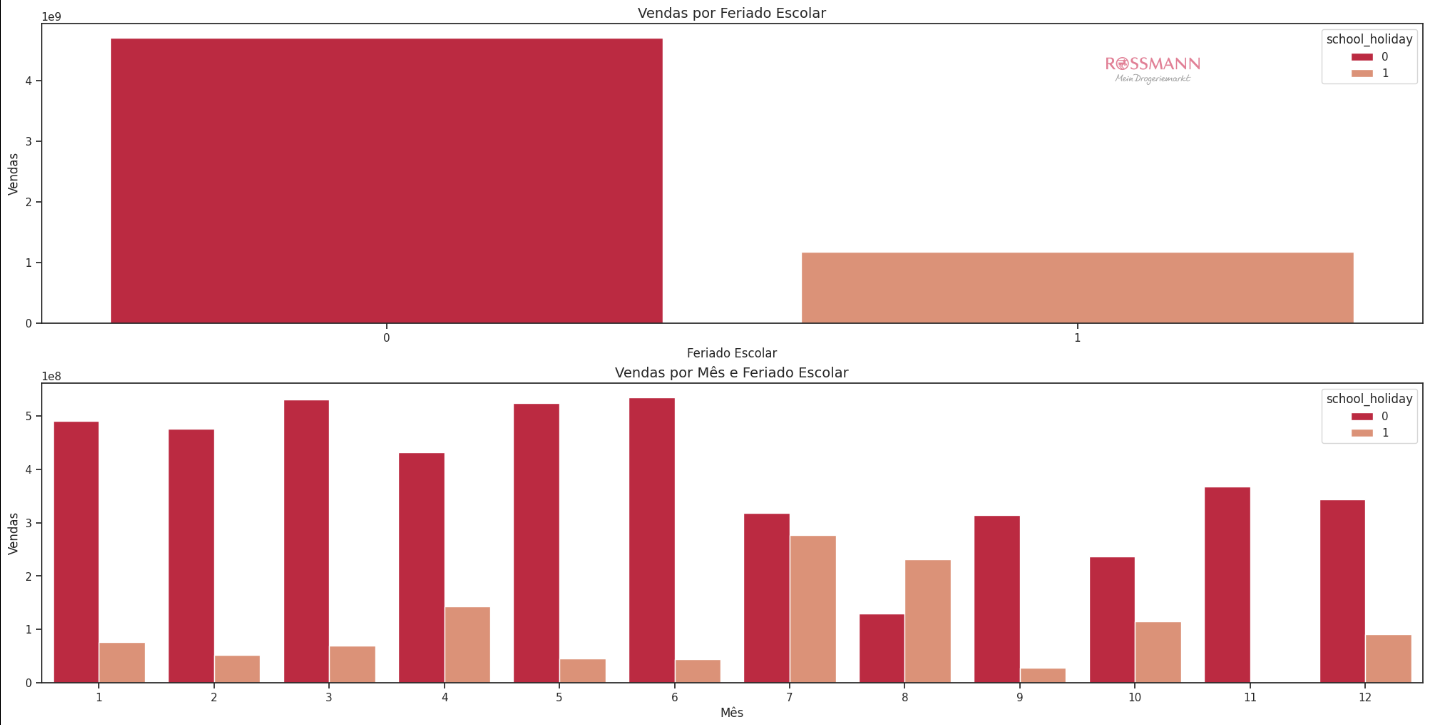 Vendas por Feriado Escolar
1e9
school_holiday
0
1
ROSSMANN
Mein Drogeriemarkt
4
3
2
1
0
Vendas
0 1
Feriado Escolar
Vendas por Mês e Feriado Escolar
1e8
school_holiday
0
1
5
4
3
2
1
0
Vendas
1 2 3 4 5 6 7 8 9 10 11 12
Mês